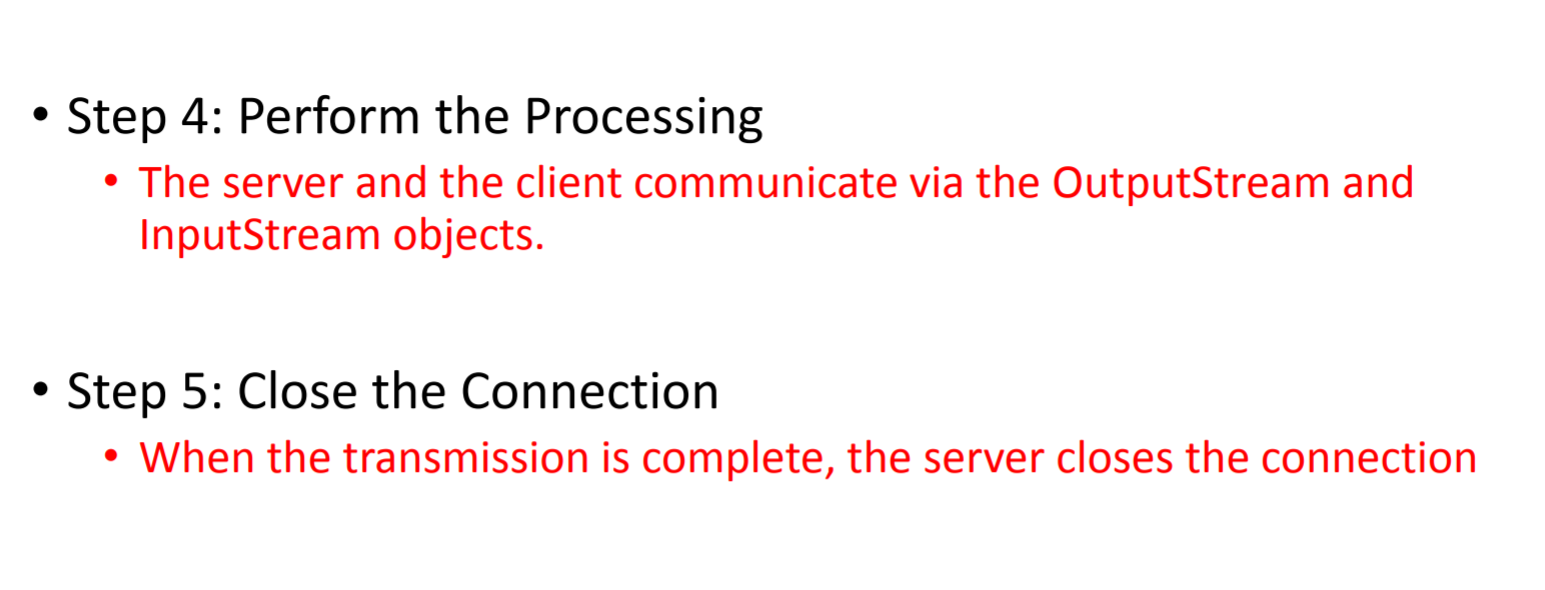 • Step 4: Perform the Processing
• The server and the client communicate via the OutputStream and
InputStream objects.
• Step 5: Close the Connection
• When the transmission is complete, the server closes the connection